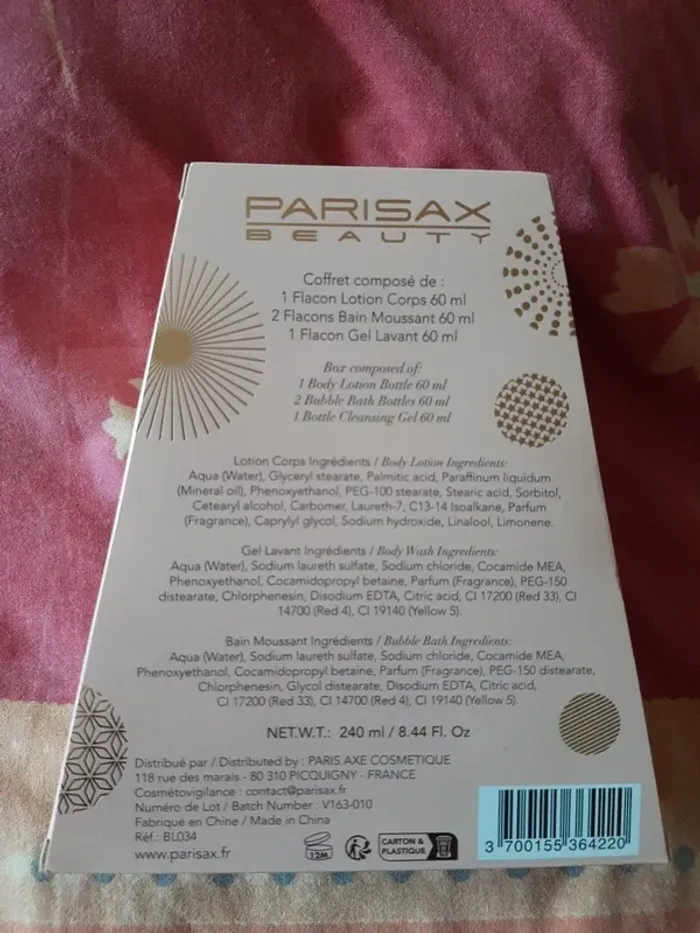 PARISAX
BEAUTY
Coffret composé de :
1 Flacon Lotion Corps 60 ml
2 Flacons Bain Moussant 60 ml
1 Flacon Gel Lavant 60 ml
Box composed of:
1 Body Lotion Bottle 60 ml
2 Bubble Bath Bottles 60 ml
1 Bottle Cleansing Gel 60 ml
Lotion Corps Ingrédients / Body Lotion Ingredients:
Aqua (Water), Glyceryl stearate, Palmitic acid, Paraffinum liquidum
(Mineral oil), Phenoxyethanol, PEG-100 stearate, Stearic acid, Sorbitol,
Cetearyl alcohol, Carbomer, Laureth-7, C13-14 Isoalkane, Parfum
(Fragrance), Caprylyl glycol, Sodium hydroxide, Linalool, Limonene.
Gel Lavant Ingrédients / Body Wash Ingredients:
Aqua (Water), Sodium laureth sulfate, Sodium chloride, Cocamide MEA,
Phenoxyethanol, Cocamidopropyl betaine, Parfum (Fragrance), PEG-150
distearate, Chlorphenesin, Disodium EDTA, Citric acid, CI 17200 (Red 33), CI
14700 (Red 4), CI 19140 (Yellow 5).
Bain Moussant Ingrédients / Bubble Bath Ingredients:
Aqua (Water), Sodium laureth sulfate, Sodium chloride, Cocamide MEA,
Phenoxyethanol, Cocamidopropyl betaine, Parfum (Fragrance), PEG-150 distearate,
Chlorphenesin, Glycol distearate, Disodium EDTA, Citric acid,
CI 17200 (Red 33), CI 14700 (Red 4), CI 19140 (Yellow 5).
NET.W.T.: 240 ml / 8.44 Fl. Oz
Distribué par / Distributed by : PARIS AXE COSMETIQUE
118 rue des marais - 80 310 PICQUIGNY - FRANCE
Cosmétovigilance : contact@parisax.fr
Numéro de Lot / Batch Number : V163-010
Fabriqué en Chine / Made in China
Réf.: BL034
www.parisax.fr
12M
CARTON &
PLASTIQUE
3 700155 364220